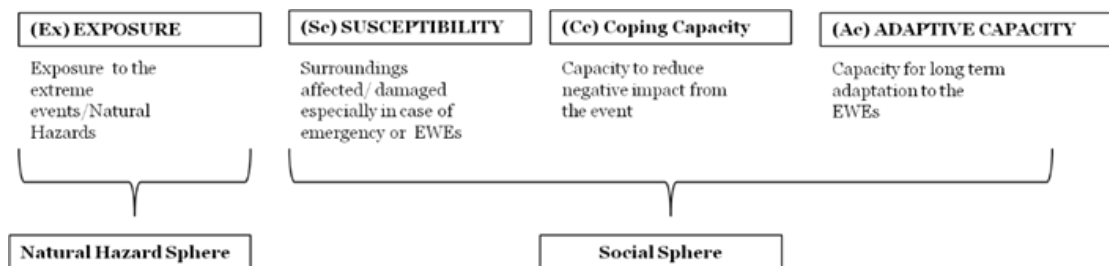 (Ex) EXPOSURE
Exposure to the
extreme
events/Natural
Hazards
(Sc) SUSCEPTIBILITY
Surroundings
affected/ damaged
especially in case of
emergency or EWEs
(Cc) Coping Capacity
Capacity to reduce
negative impact from
the event
(Ac) ADAPTIVE CAPACITY
Capacity for long term
adaptation to the
EWEs
Natural Hazard Sphere
Social Sphere